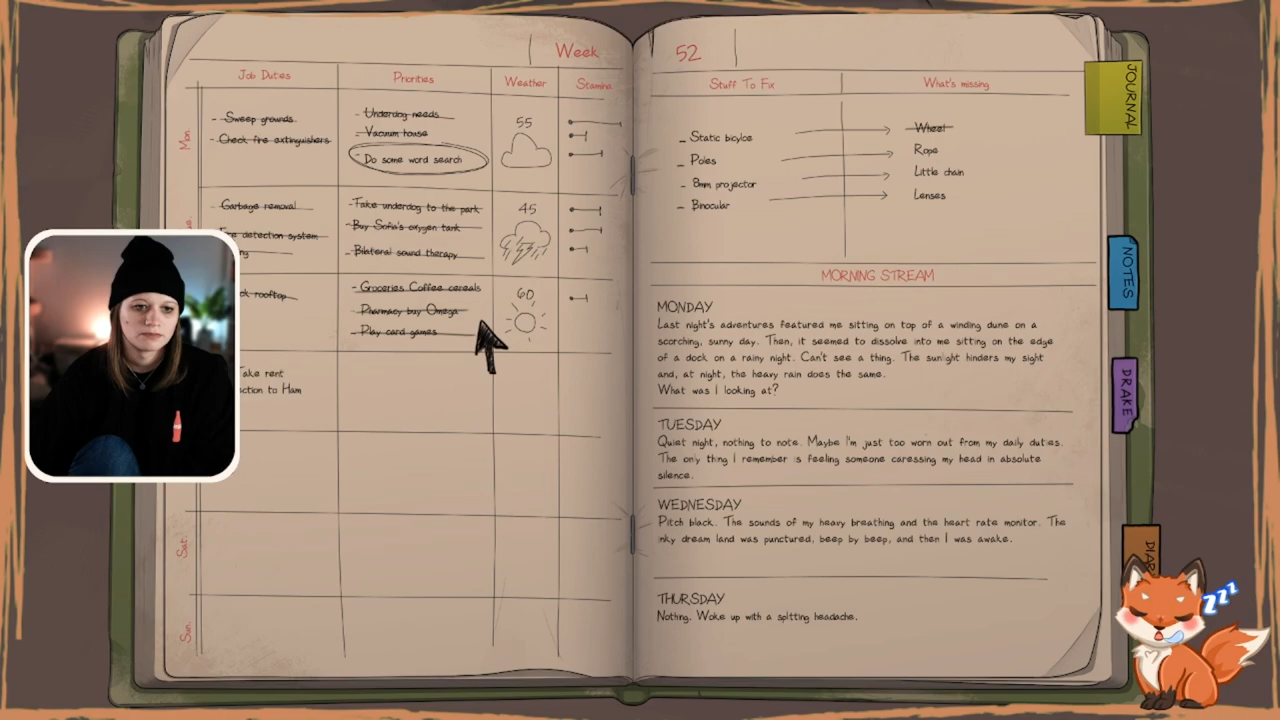 Week
52
Job Duties
Priorities
Weather
Stamina
Mon.
- Sweep grounds
- Check fire extinguishers
- Underdog needs
- Vacuum house
- Do some word search
55
- Garbage removal
detection system
- Take underdog to the park
- Buy Sofia's oxygen tank
- Bilateral sound therapy
45
rooftop
- Groceries Coffee cereals
- Pharmacy buy Omega
- Play card games
60
Take rent
to Ham
Sat.
Sun.
Stuff To Fix
What's missing
- Static bicylce
- Poles
- 8mm projector
- Binocular
Wheel
Rope
Little chain
Lenses
MORNING STREAM
MONDAY
Last night's adventures featured me sitting on top of a winding dune on a
scorching, sunny day. Then, it seemed to dissolve into me sitting on the edge
of a dock on a rainy night. Can't see a thing. The sunlight hinders my sight
and, at night, the heavy rain does the same.
What was I looking at?
TUESDAY
Quiet night, nothing to note. Maybe I'm just too worn out from my daily duties.
The only thing I remember is feeling someone caressing my head in absolute
silence.
WEDNESDAY
Pitch black. The sounds of my heavy breathing and the heart rate monitor. The
inky dream land was punctured, beep by beep, and then I was awake.
THURSDAY
Nothing. Woke up with a splitting headache.
JOURNAL
NOTES
DRAKE
zzz